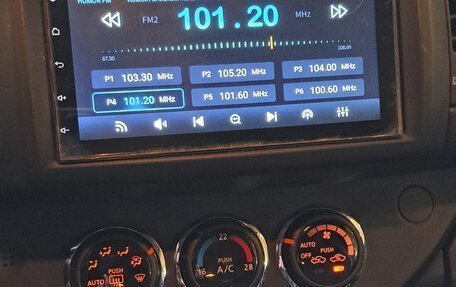 HUMOR FM
FM2 101.20 MHz
87.50 108.00
P1 103.30 MHz P2 105.20 MHz P3 104.00 MHz
P4 101.20 MHz P5 101.60 MHz P6 100.60 MHz
22
PUSH AUTO
PUSH 16 A/C 28 OFF
AUTO PUSH